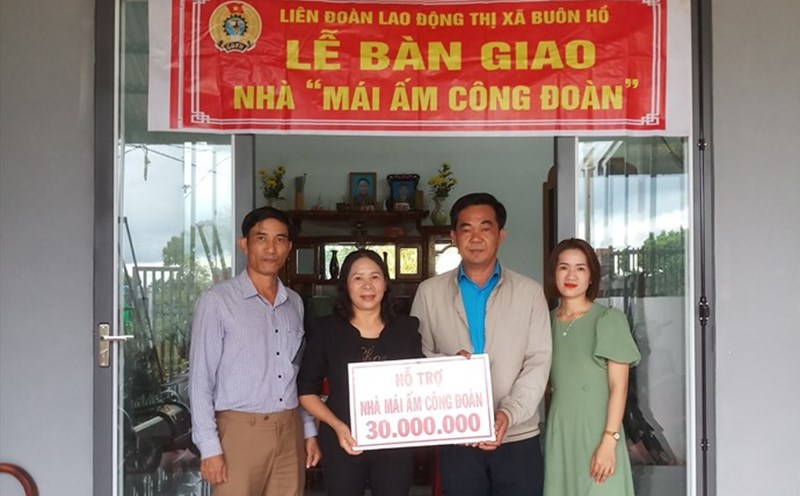 LIÊN ĐOÀN LAO ĐỘNG THỊ XÃ BUÔN HỒ
LỄ BÀN GIAO
NHÀ “MÁI ẤM CÔNG ĐOÀN”
HỖ TRỢ
NHÀ MÁI ẤM CÔNG ĐOÀN
30.000.000